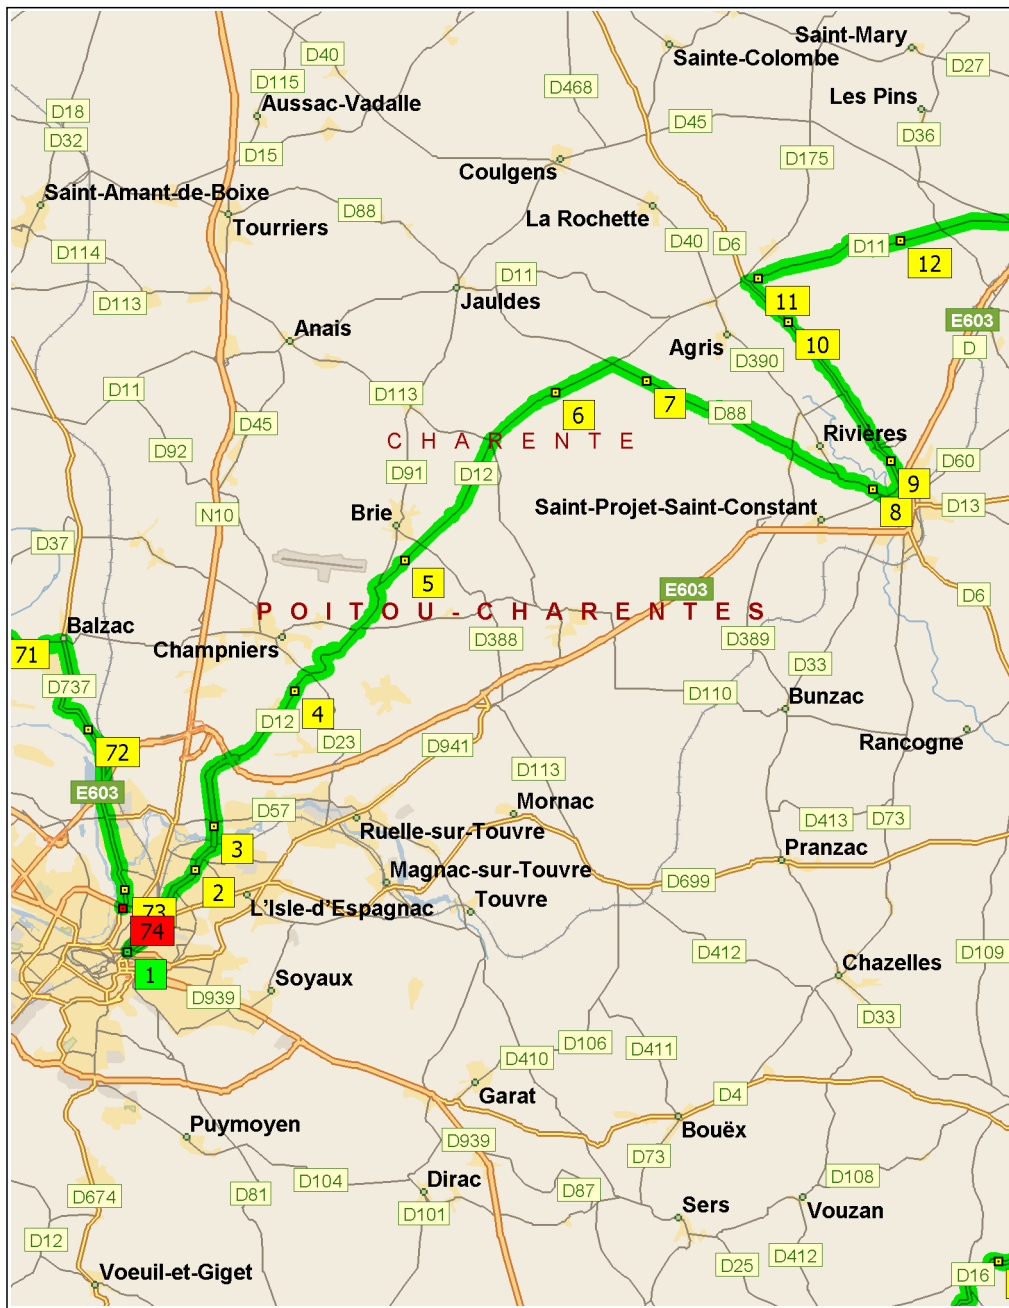 Saint-Mary
D40
Sainte-Colombe
D27
D115
D468
Les Pins
Aussac-Vadalle
D18
D45
D36
D32
D15
D175
Coulgens
Saint-Amant-de-Boixe
D88
La Rochette
Tourriers
D40
D6
D11
12
D114
D11
D113
Jauldes
11
E603
Anais
10
Agris
D
D390
D11
D113
6
7
D88
D45
CHARENTE
Rivières
D92
D91
D12
D60
9
Saint-Projet-Saint-Constant
D13
N10
Brie
8
D37
5
E603
D6
POITOU-CHARENTES
Balzac
71
Champniers
D388
D389
D33
D737
D110
Bunzac
4
D12
D23
D941
Rancogne
72
D113
E603
Mornac
D57
D413
D73
Ruelle-sur-Touvre
3
Pranzac
Magnac-sur-Touvre
D699
2
L'Isle-d'Espagnac
Touvre
73
74
D412
D109
1
Chazelles
Soyaux
D939
D33
D106
D411
D410
Garat
D4
Puymoyen
Bouëx
D939
D73
D104
Dirac
D87
D108
D674
D81
Sers
Vouzan
D101
D12
D412
D25
Voeuil-et-Giget
D16